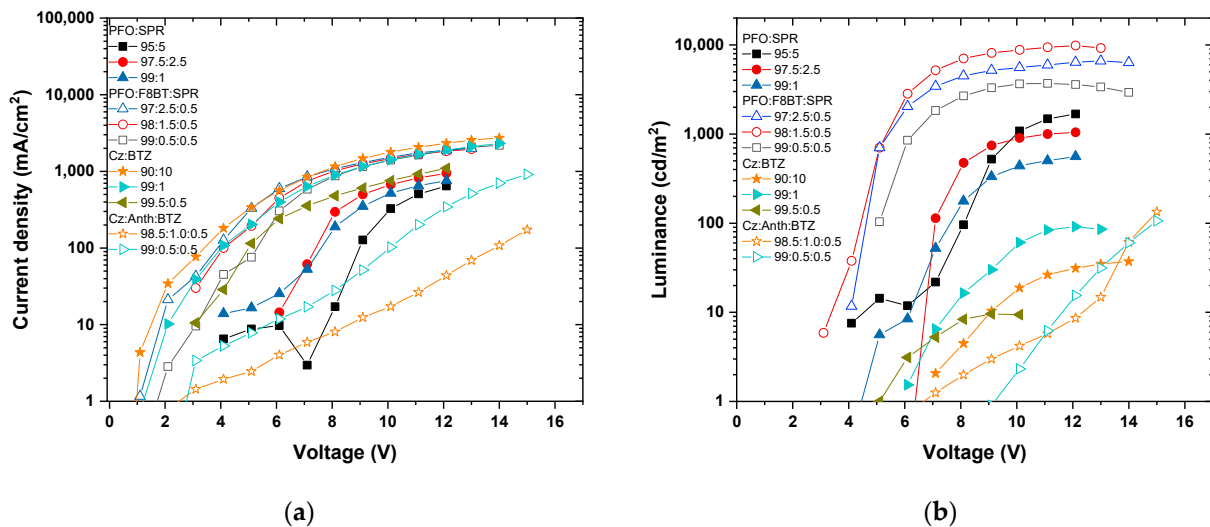 100,000
10,000
1,000
100
10
1
Current density (mA/cm²)
PFO:SPR
95:5
97.5:2.5
99:1
PFO:F8BT:SPR
97:2.5:0.5
98:1.5:0.5
99:0.5:0.5
Cz:BTZ
90:10
99:1
99.5:0.5
Cz:Anth:BTZ
98.5:1.0:0.5
99:0.5:0.5
0 2 4 6 8 10 12 14 16
Voltage (V)
(a)
10,000
1,000
100
10
1
Luminance (cd/m²)
PFO:SPR
95:5
97.5:2.5
99:1
PFO:F8BT:SPR
97:2.5:0.5
98:1.5:0.5
99:0.5:0.5
Cz:BTZ
90:10
99:1
99.5:0.5
Cz:Anth:BTZ
98.5:1.0:0.5
99:0.5:0.5
0 2 4 6 8 10 12 14 16
Voltage (V)
(b)